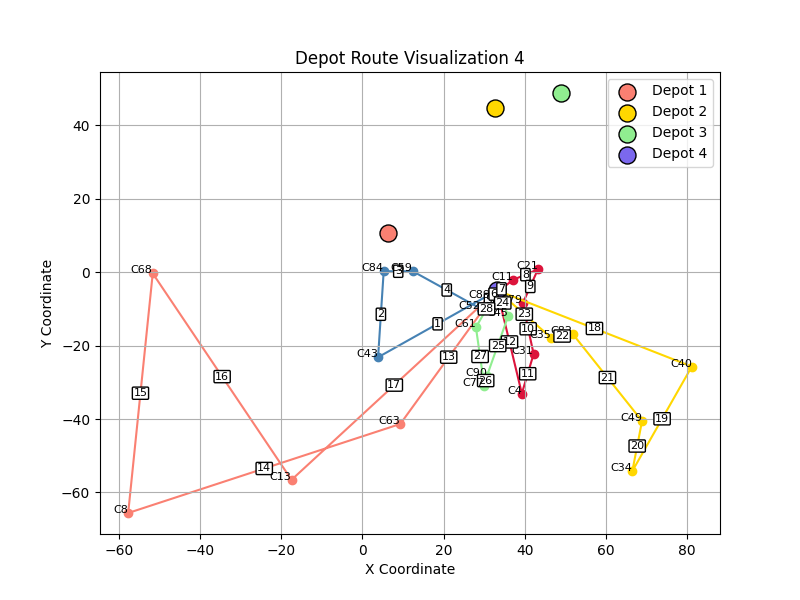 Depot Route Visualization 4
Depot 1
Depot 2
Depot 3
Depot 4
Y Coordinate
40
20
0
−20
−40
−60
−60
−40
−20
0
20
40
60
80
X Coordinate
C68
C84
C59
C43
C8
C13
C63
C11
C21
C61
C90
C4
C31
C35
C40
C49
C34
1
2
3
4
7
8
9
10
11
12
13
14
15
16
17
18
19
20
21
22
23
24
25
26
27
28